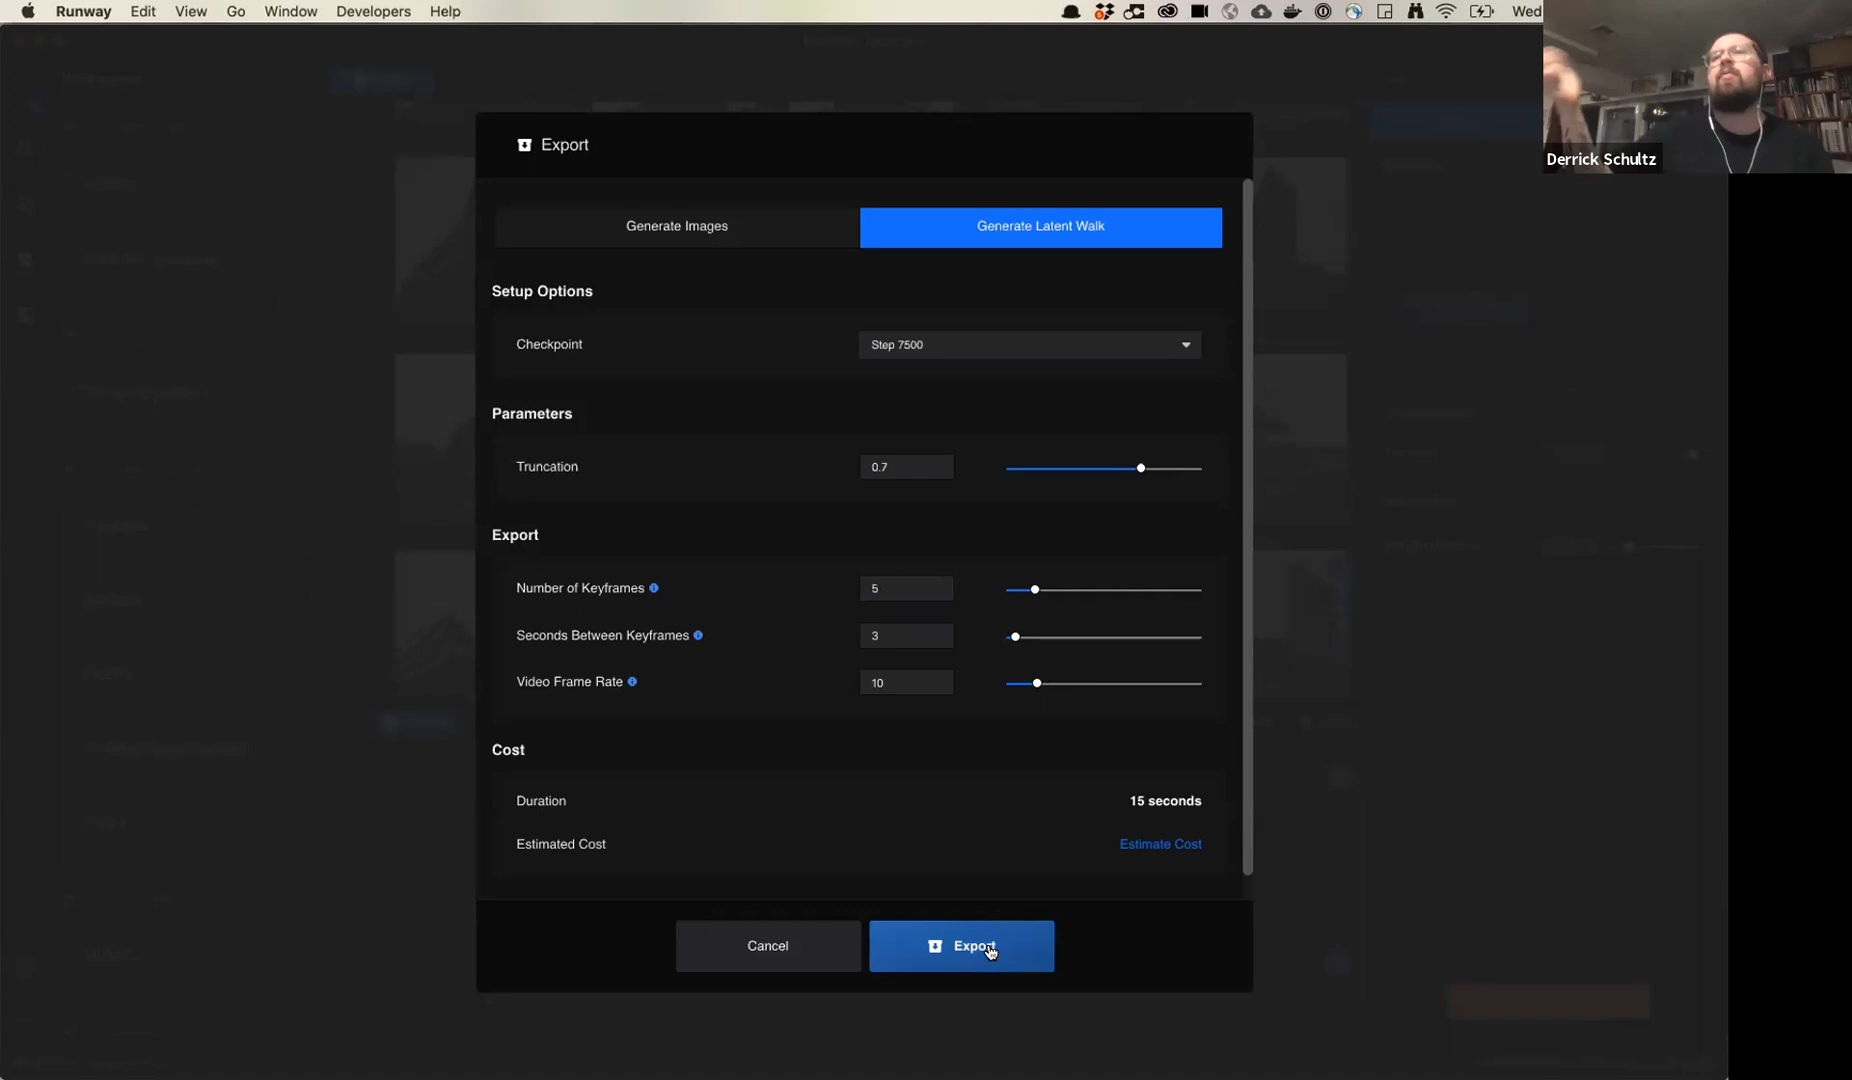 Runway Edit View Go Window Developers Help Wed
Derrick Schultz
Export
Generate Images Generate Latent Walk
Setup Options
Checkpoint Step 7500
Parameters
Truncation 0.7
Export
Number of Keyframes 5
Seconds Between Keyframes 3
Video Frame Rate 10
Cost
Duration 15 seconds
Estimated Cost Estimate Cost
Cancel Export